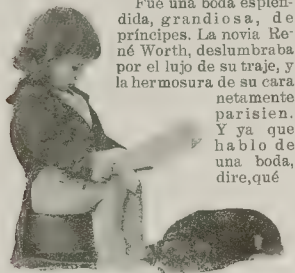 Fué una boda esplén-
dida, grandiosa, de
príncipes. La novia Re-
né Worth, deslumbraba
por el lujo de su traje, y
la hermosura de su cara
netamente
parisien.
Y ya que
hablo de
una boda,
dire,qué